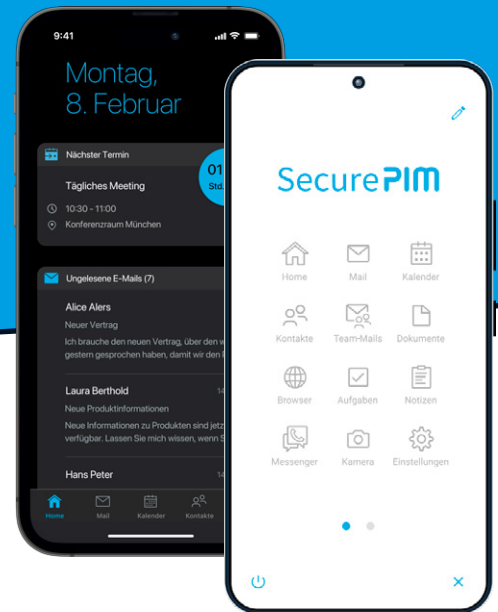 9:41
Montag,
8. Februar
Nächster Termin
01
Std.
Tägliches Meeting
10:30 - 11:00
Konferenzraum München
Ungelesene E-Mails (7)
Alice Alers
Neuer Vertrag
Ich brauche den neuen Vertrag, über den w
gestern gesprochen haben, damit wir den
Laura Berthold
Neue Produktinformationen
Neue Informationen zu Produkten sind jetz
verfügbar. Lassen Sie mich wissen, wenn S
Hans Peter
Home Mail Kalender Kontakte
SecurePIM
Home Mail Kalender
Kontakte Team-Mails Dokumente
Browser Aufgaben Notizen
Messenger Kamera Einstellungen